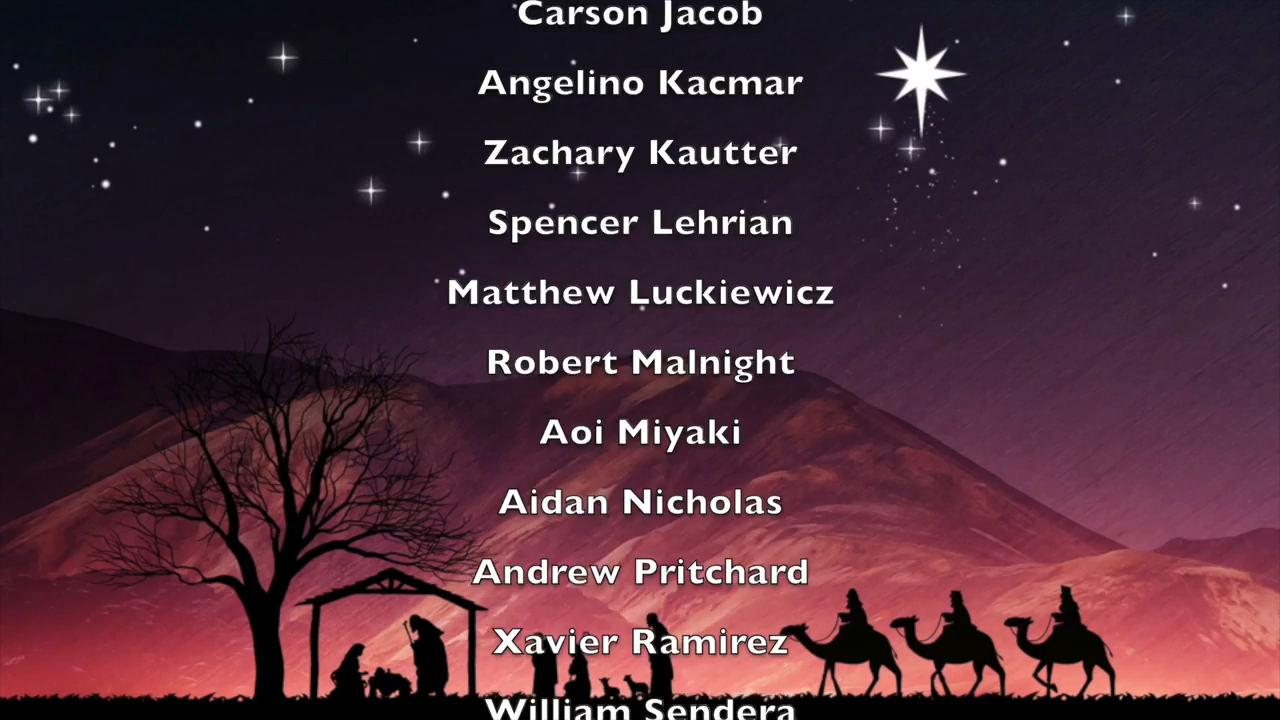 Carson Jacob
Angelino Kacmar
Zachary Kautter
Spencer Lehrian
Matthew Luckiewicz
Robert Malnight
Aoi Miyaki
Aidan Nicholas
Andrew Pritchard
Xavier Ramirez
William Sendera